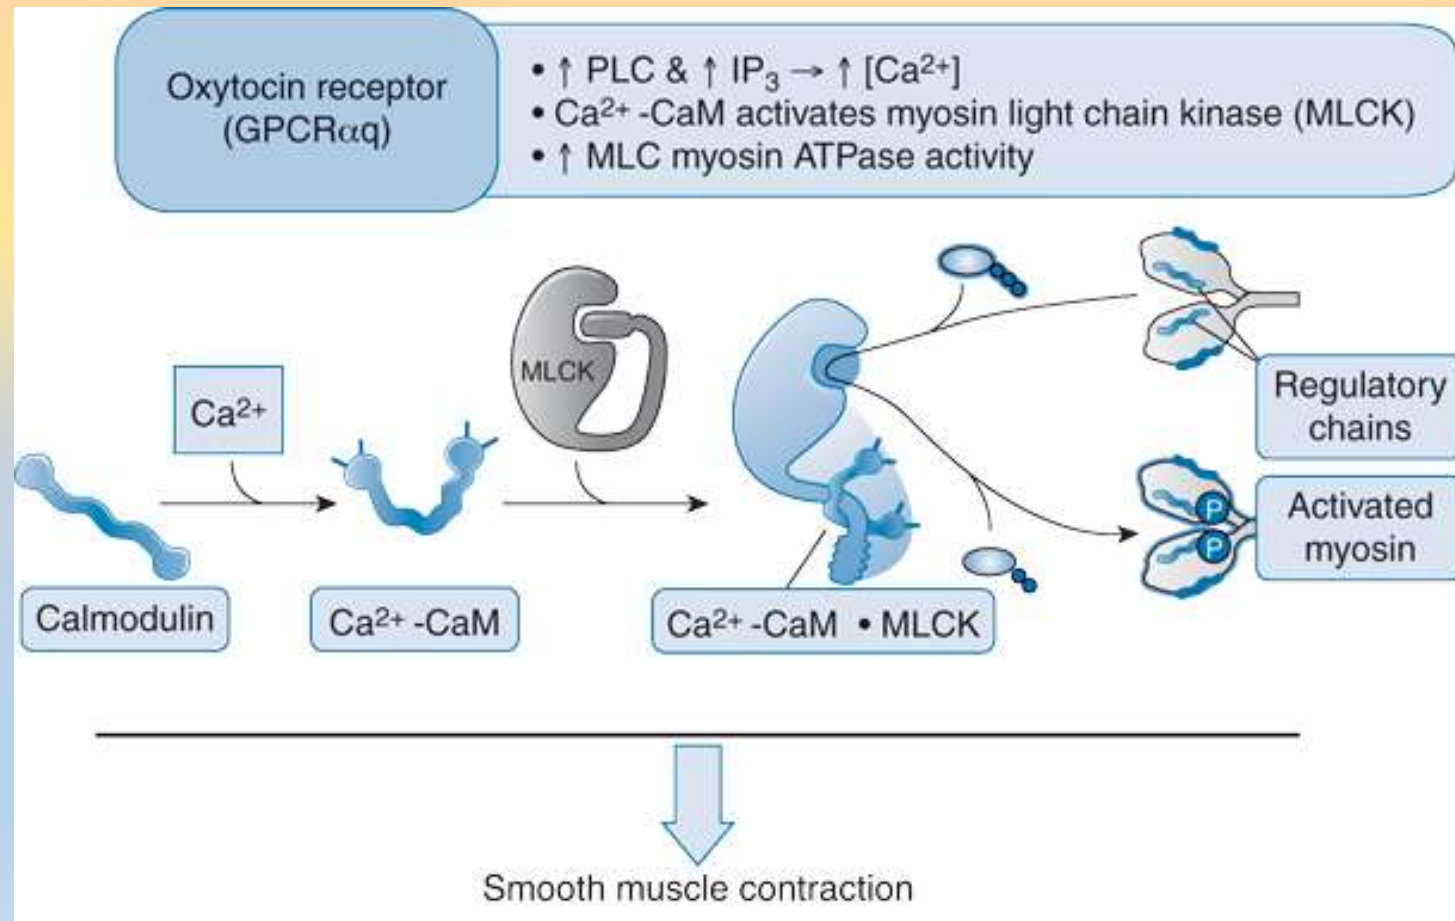 Oxytocin receptor
(GPCRαq)
• ↑ PLC & ↑ IP₃ → ↑ [Ca²⁺]
• Ca²⁺ -CaM activates myosin light chain kinase (MLCK)
• ↑ MLC myosin ATPase activity
MLCK
Ca²⁺
Regulatory
chains
P
P
Activated
myosin
Calmodulin
Ca²⁺ -CaM
Ca²⁺ -CaM • MLCK
Smooth muscle contraction